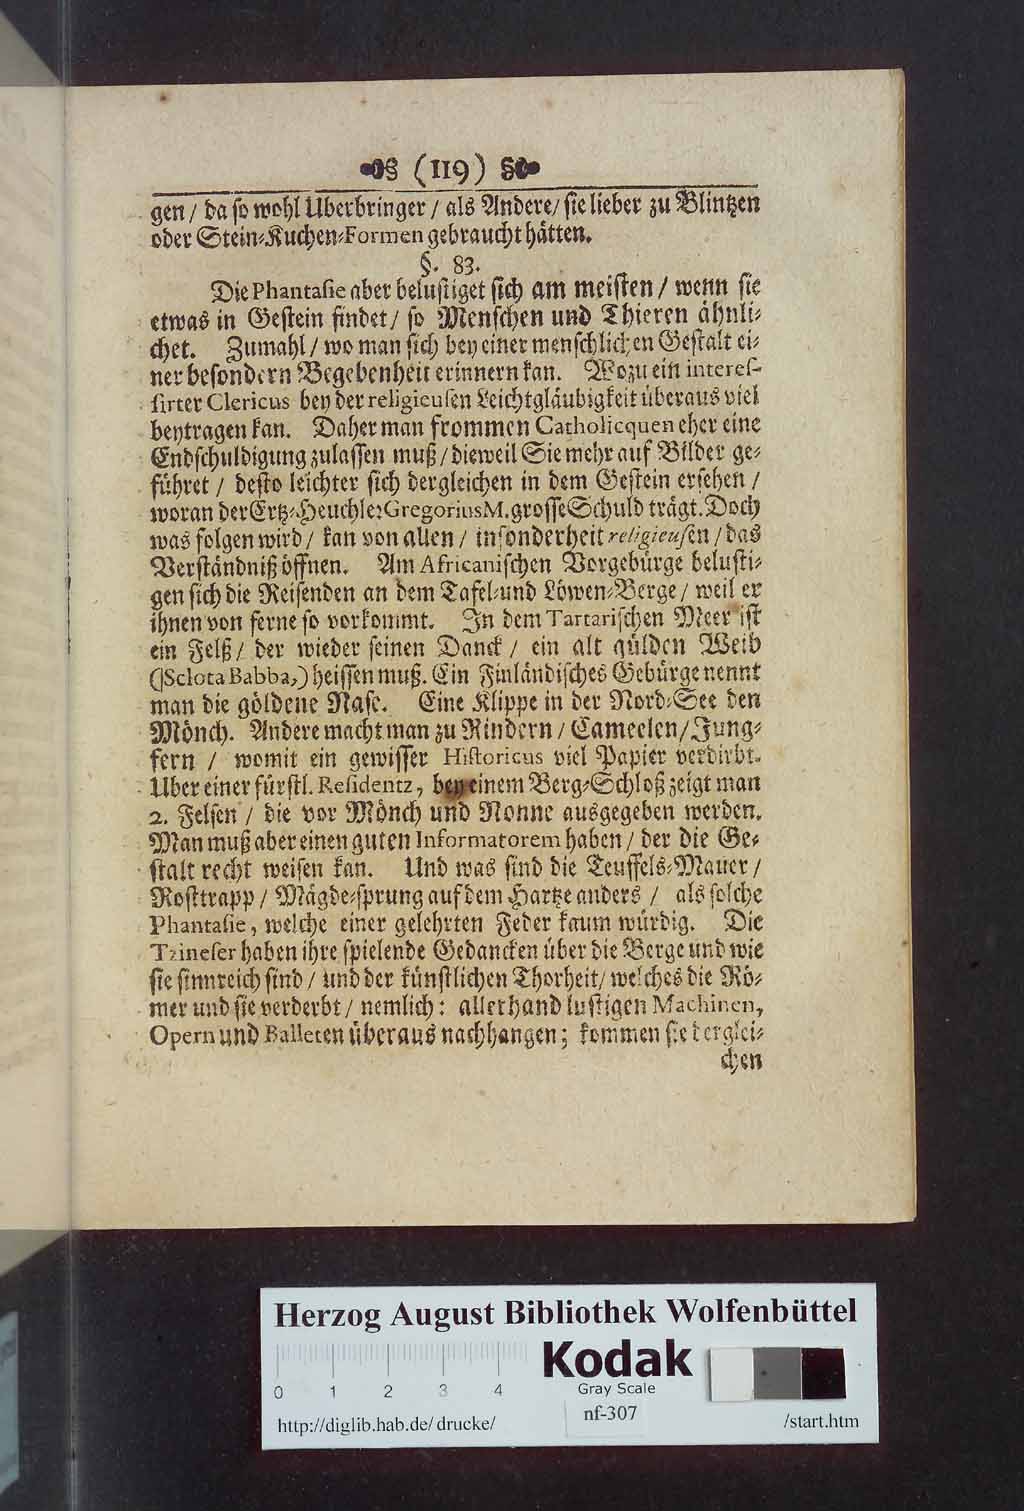 § (119) §
gen / da so wohl Uberbringer / als Andere / sie lieber zu Blintzen
oder Stein-Kuchen-Formen gebraucht hätten.
§. 83.
Die Phantasie aber belustiget sich am meisten / wenn sie
etwas in Gestein findet / so Menschen und Thieren ähnli-
chet. Zumahl / wo man sich bey einer menschlichen Gestalt ei-
ner besondern Begebenheit erinnern kan. Wozu ein interes-
sirter Clericus bey der religieusen Leichtgläubigkeit überaus viel
beytragen kan. Daher man frommen Catholicquen eher eine
Endschuldigung zulassen muß / dieweil Sie mehr auf Bilder ge-
führet / desto leichter sich dergleichen in dem Gestein ersehen /
woran der Ertz-Heuchler Gregorius M. grosse Schuld trägt. Doch
was folgen wird / kan von allen / insonderheit religieusen / das
Verständniß öffnen. Am Africanischen Vorgebürge belusti-
gen sich die Reisenden an dem Tafel- und Löwen-Berge / weil er
ihnen von ferne so vorkommt. In dem Tartarischen Meer ist
ein Felß / der wieder seinen Danck / ein alt gülden Weib
(Sclota Babba,) heissen muß. Ein Finländisches Gebürge nennt
man die göldene Nase. Eine Klippe in der Nord-See den
Mönch. Andere macht man zu Rindern / Cameelen / Jung-
fern / womit ein gewisser Historicus viel Papier verdirbt.
Uber einer fürstl. Residentz, bey einem Berg-Schloß zeigt man
2. Felsen / die vor Mönch und Nonne ausgegeben werden.
Man muß aber einen guten Informatorem haben / der die Ge-
stalt recht weisen kan. Und was sind die Teuffels-Mauer /
Rosttrapp / Mägde-sprung auf dem Hartze anders / als solche
Phantasie, welche einer gelehrten Feder kaum würdig. Die
Tzineser haben ihre spielende Gedancken über die Berge und wie
sie sinnreich sind / und der künstlichen Thorheit / welches die Rö-
mer und sie verderbt / nemlich: allerhand lustigen Machinen,
Opern und Balleten überaus nachhangen; kommen sie derglei-
chen
Herzog August Bibliothek Wolfenbüttel
0 1 2 3 4
Kodak
Gray Scale
nf-307
http://diglib.hab.de/drucke/ /start.htm